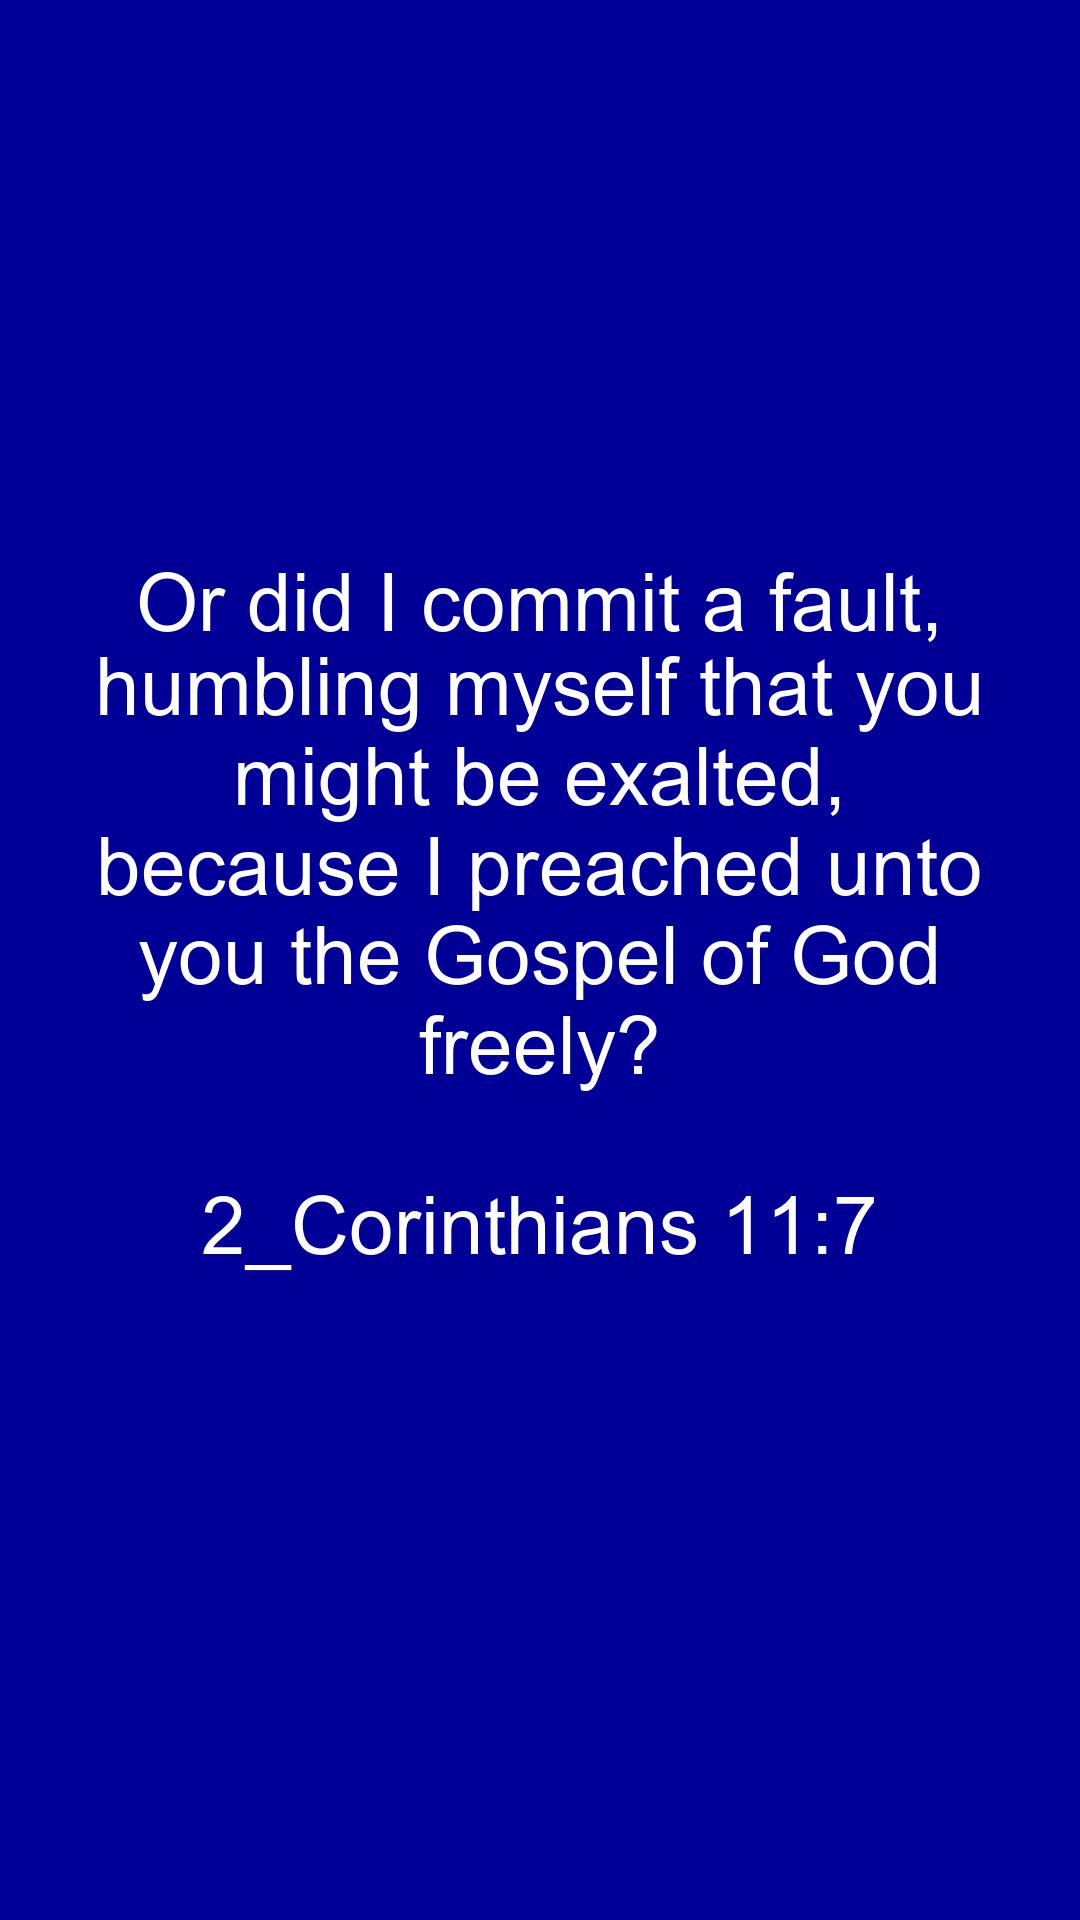 Or did I commit a fault,
humbling myself that you
might be exalted,
because I preached unto
you the Gospel of God
freely?
2_Corinthians 11:7